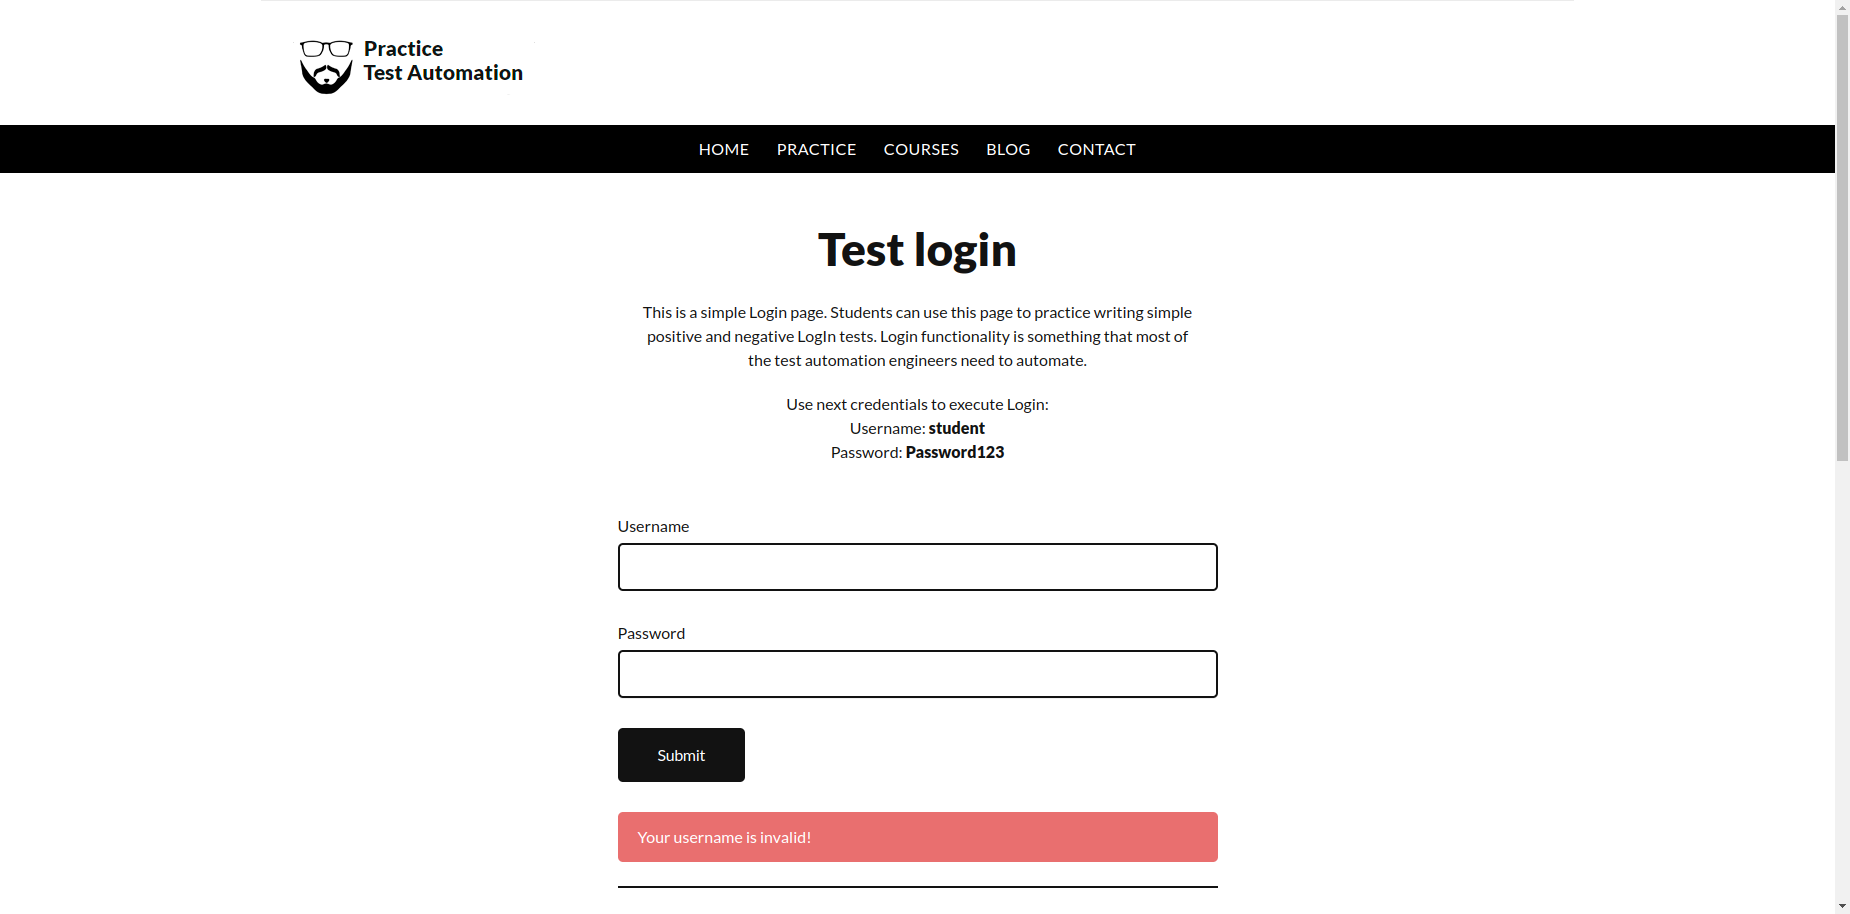 Practice
Test Automation
HOME PRACTICE COURSES BLOG CONTACT
Test login
This is a simple Login page. Students can use this page to practice writing simple
positive and negative LogIn tests. Login functionality is something that most of
the test automation engineers need to automate.
Use next credentials to execute Login:
Username: student
Password: Password123
Username
Password
Submit
Your username is invalid!